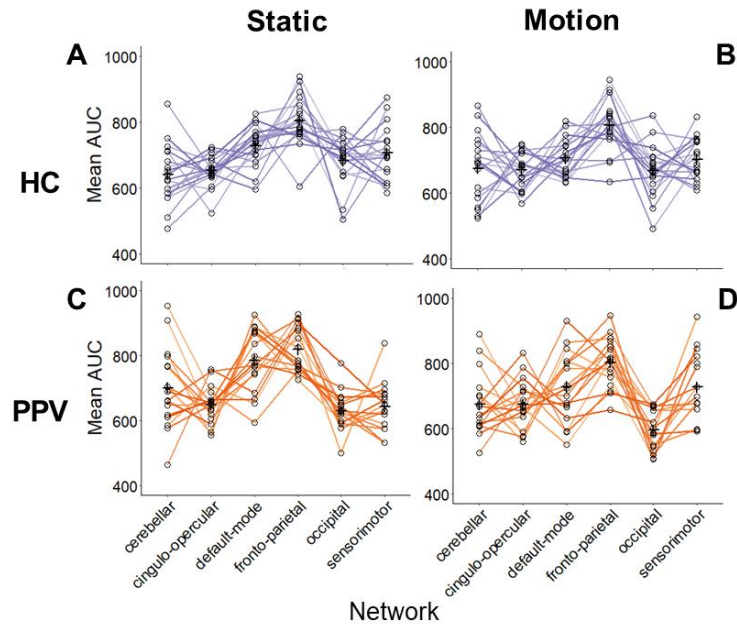 Static
Motion
A
B
HC
Mean AUC
1000
800
600
400
1000
800
600
400
C
D
PPV
Mean AUC
1000
800
600
400
1000
800
600
400
cerebellar
cingulo-opercular
default-mode
fronto-parietal
occipital
sensorimotor
cerebellar
cingulo-opercular
default-mode
fronto-parietal
occipital
sensorimotor
Network